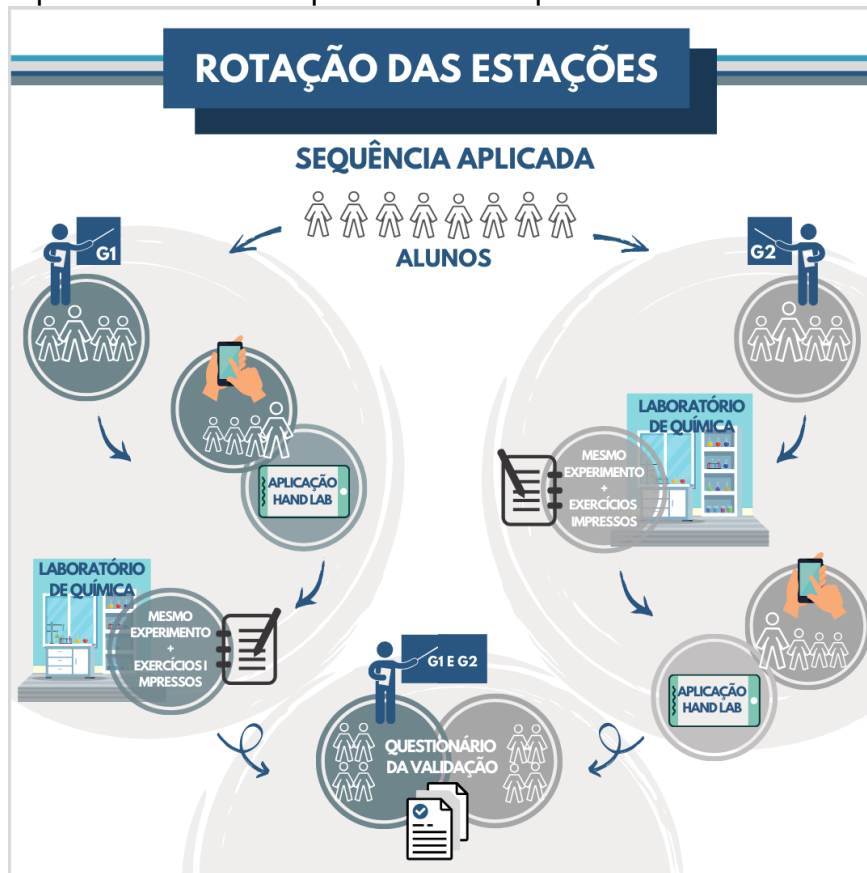 ROTAÇÃO DAS ESTAÇÕES
SEQUÊNCIA APLICADA
ALUNOS
G1
G2
APLICAÇÃO
HAND LAB
LABORATÓRIO
DE QUÍMICA
MESMO
EXPERIMENTO
+
EXERCÍCIOS
IMPRESSOS
LABORATÓRIO
DE QUÍMICA
MESMO
EXPERIMENTO
+
EXERCÍCIOS I
MPRESSOS
APLICAÇÃO
HAND LAB
G1 E G2
QUESTIONÁRIO
DA VALIDAÇÃO